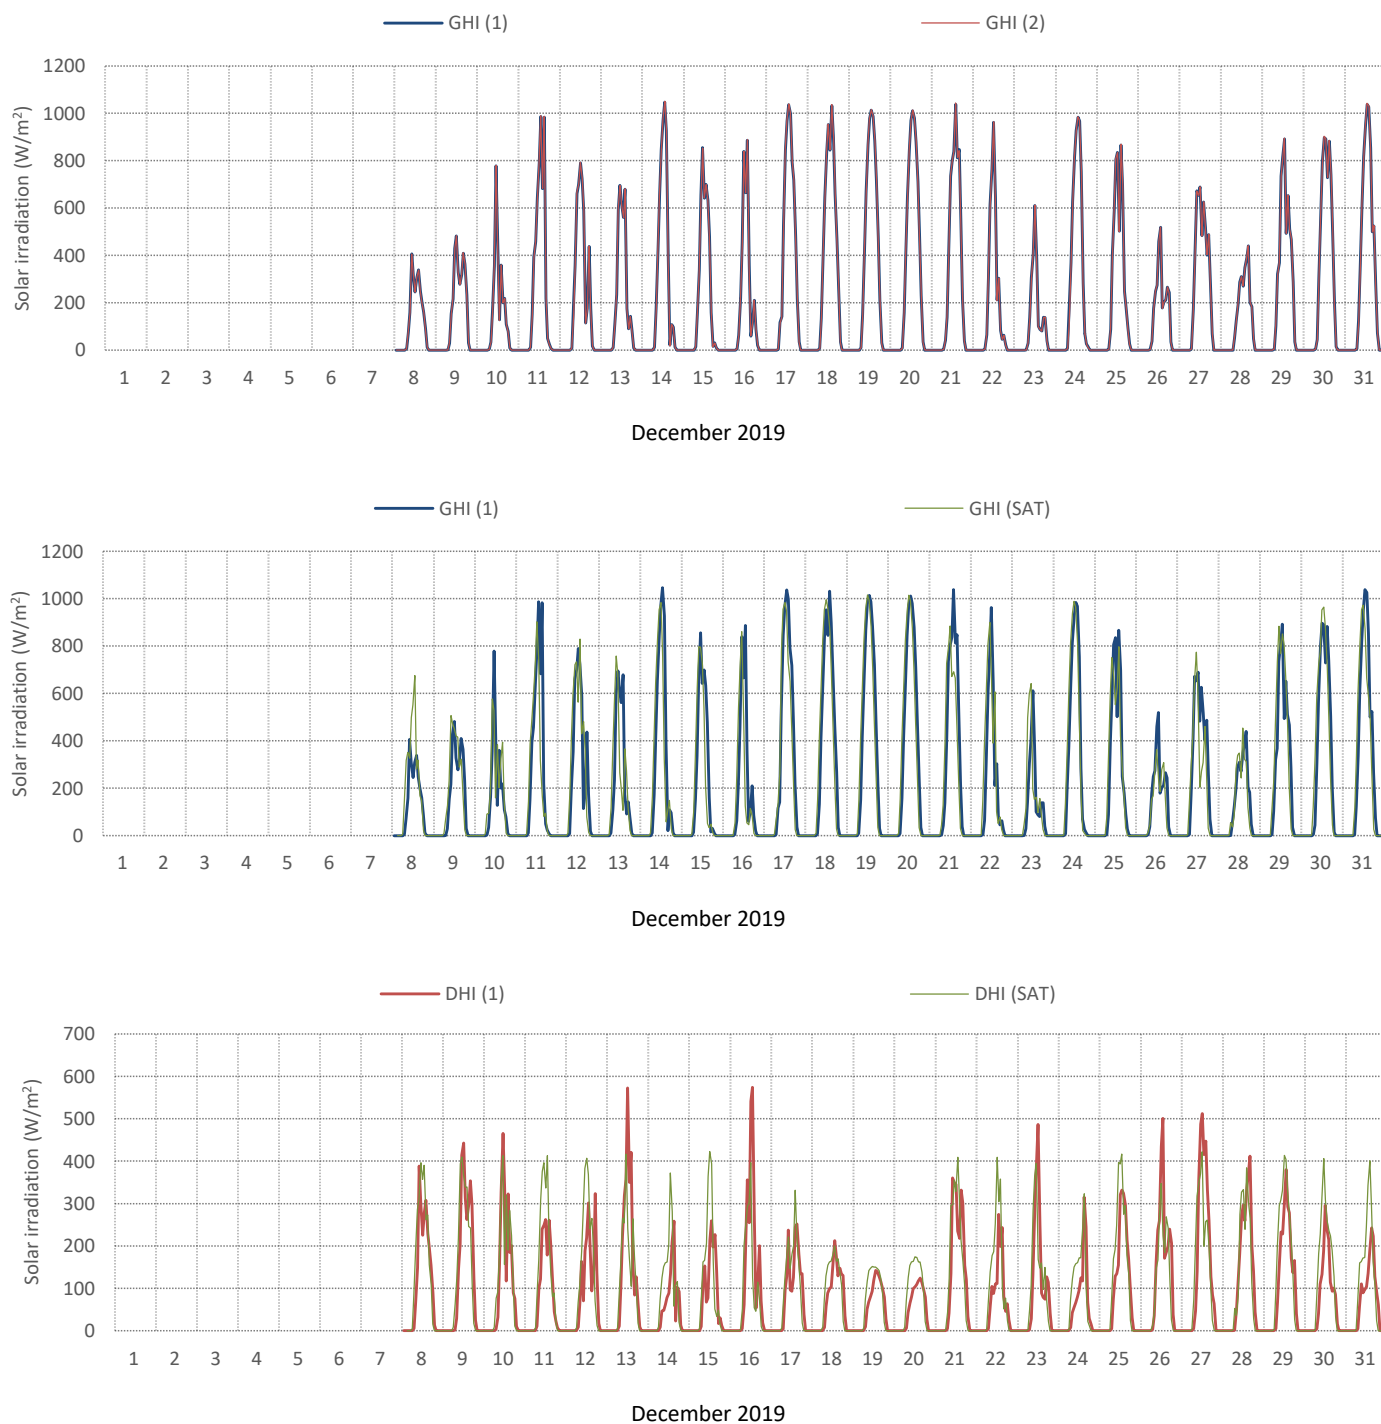 GHI (1) GHI (2)
1200
1000
800
600
400
200
0
Solar irradiation (W/m²)
1 2 3 4 5 6 7 8 9 10 11 12 13 14 15 16 17 18 19 20 21 22 23 24 25 26 27 28 29 30 31
December 2019
GHI (1) GHI (SAT)
1200
1000
800
600
400
200
0
Solar irradiation (W/m²)
1 2 3 4 5 6 7 8 9 10 11 12 13 14 15 16 17 18 19 20 21 22 23 24 25 26 27 28 29 30 31
December 2019
DHI (1) DHI (SAT)
700
600
500
400
300
200
100
0
Solar irradiation (W/m²)
1 2 3 4 5 6 7 8 9 10 11 12 13 14 15 16 17 18 19 20 21 22 23 24 25 26 27 28 29 30 31
December 2019